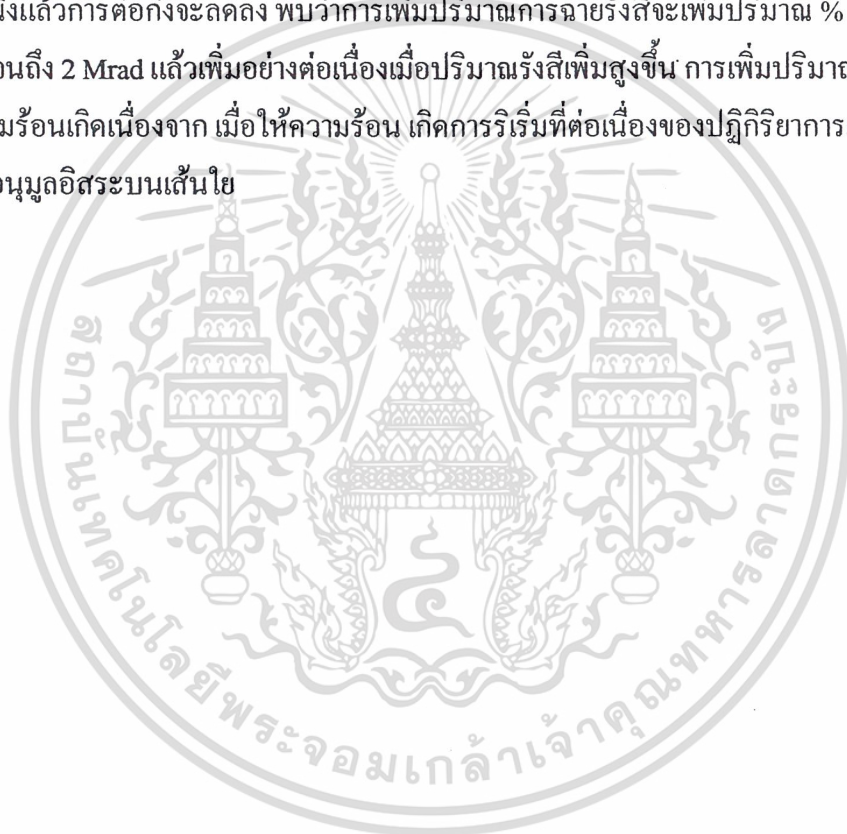 นึ่งแล้วการต่อกิ่งจะลดลง พบว่าการเพิ่มปริมาณการฉายรังสีจะเพิ่มปริมาณ %
อนถึง 2 Mrad แล้วเพิ่มอย่างต่อเนื่องเมื่อปริมาณรังสีเพิ่มสูงขึ้น การเพิ่มปริมาณ
มร้อนเกิดเนื่องจาก เมื่อให้ความร้อน เกิดการริเริ่มที่ต่อเนื่องของปฏิกิริยาการ
อนุมูลอิสระบนเส้นใย
สถาบันเทคโนโลยีพระจอมเกล้าเจ้าคุณทหารลาดกระบัง